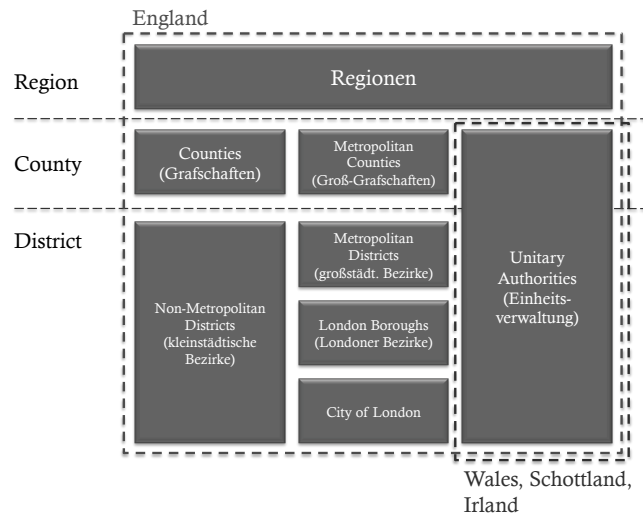 England
Region
Regionen
County
Counties
(Grafschaften)
Metropolitan
Counties
(Groß-Grafschaften)
District
Non-Metropolitan
Districts
(kleinstädtische
Bezirke)
Metropolitan
Districts
(großstädt. Bezirke)
London Boroughs
(Londoner Bezirke)
City of London
Unitary
Authorities
(Einheits-
verwaltung)
Wales, Schottland,
Irland